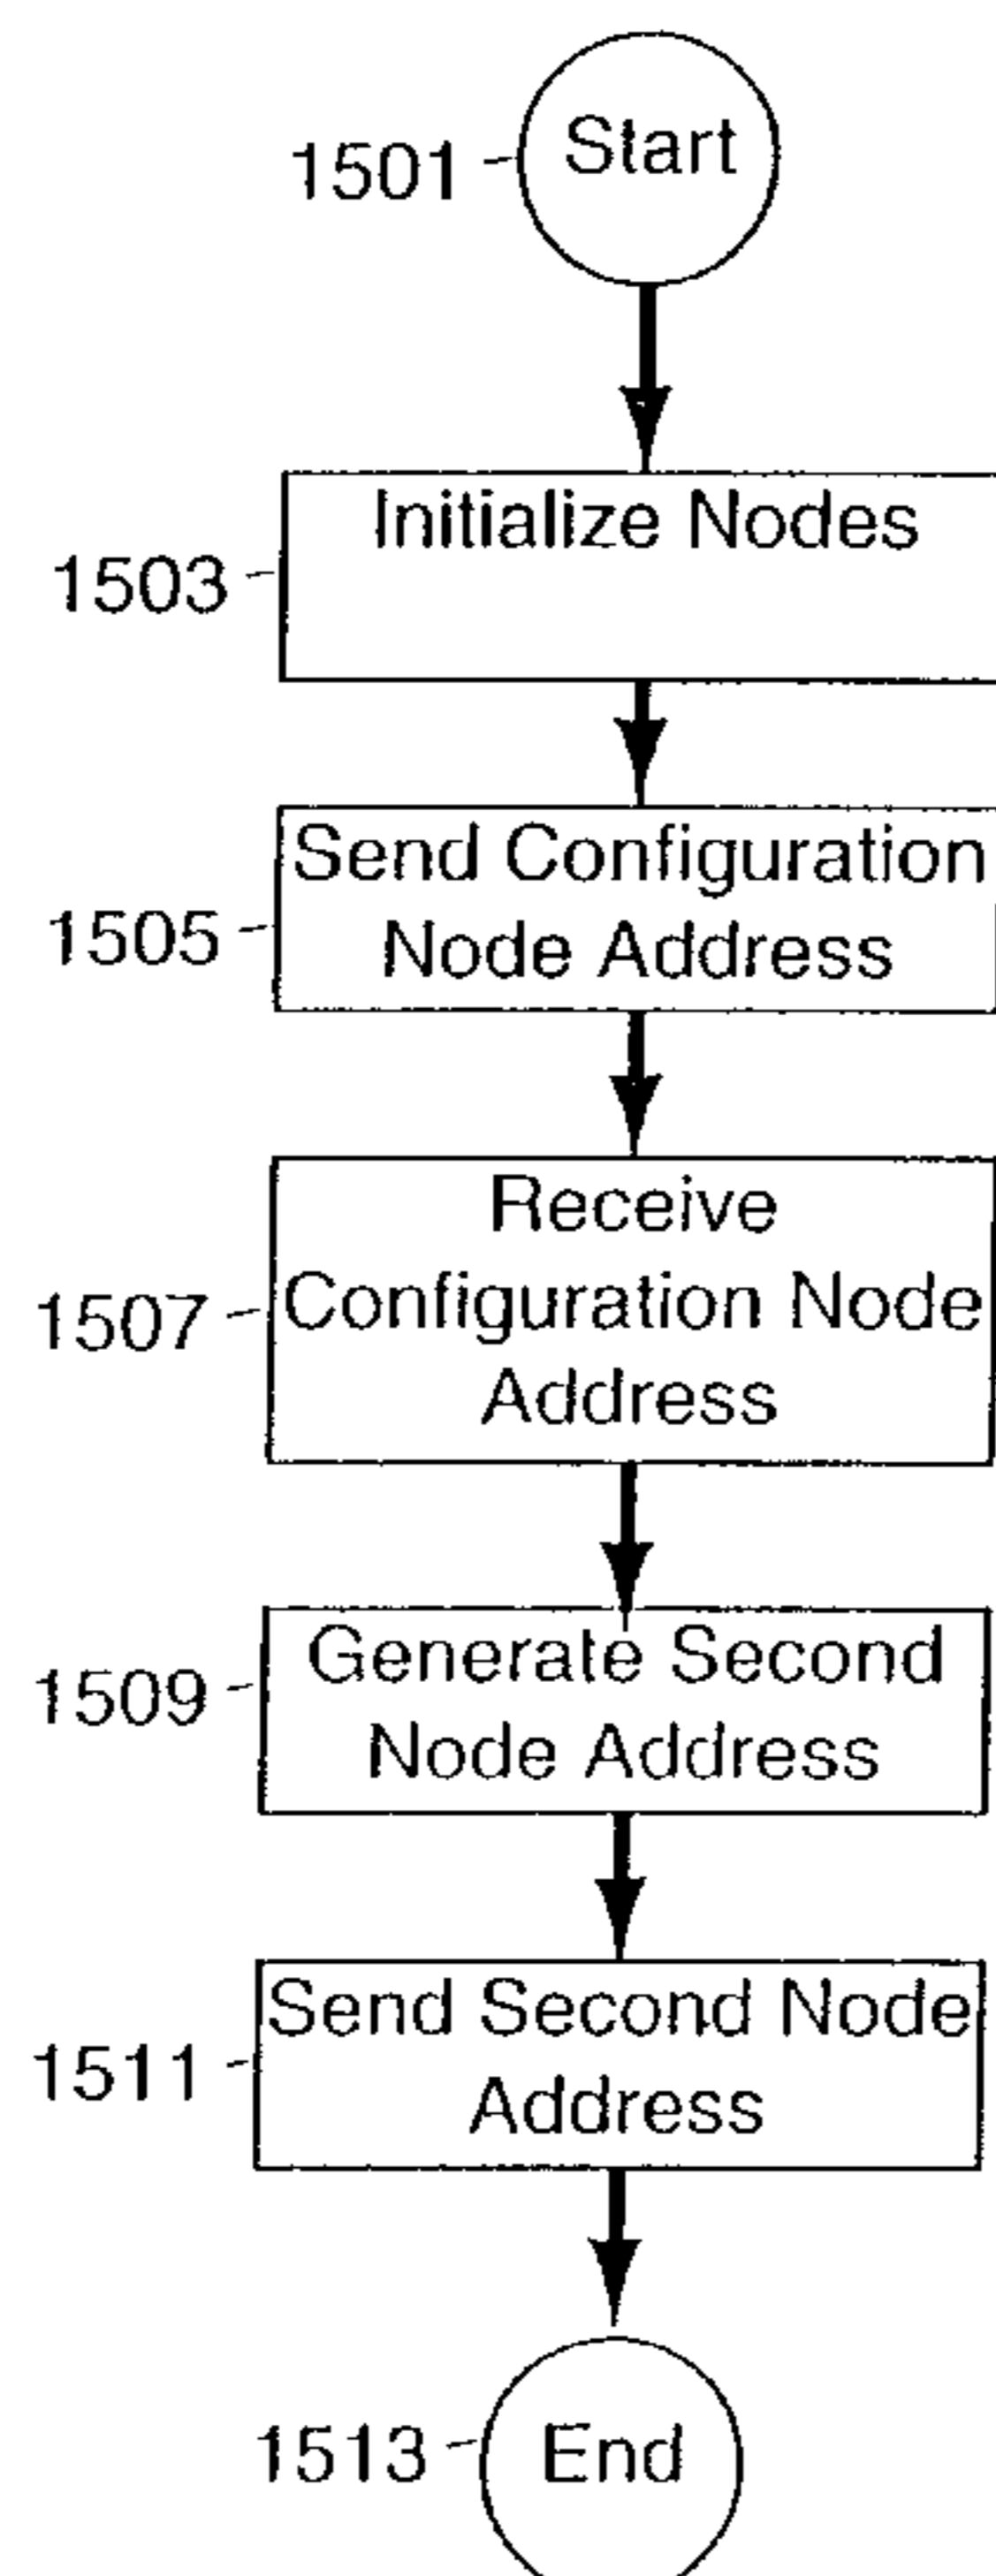 Start
1501
Initialize Nodes
1503
Send Configuration
Node Address
1505
Receive
Configuration Node
Address
1507
Generate Second
Node Address
1509
Send Second Node
Address
1511
End
1513